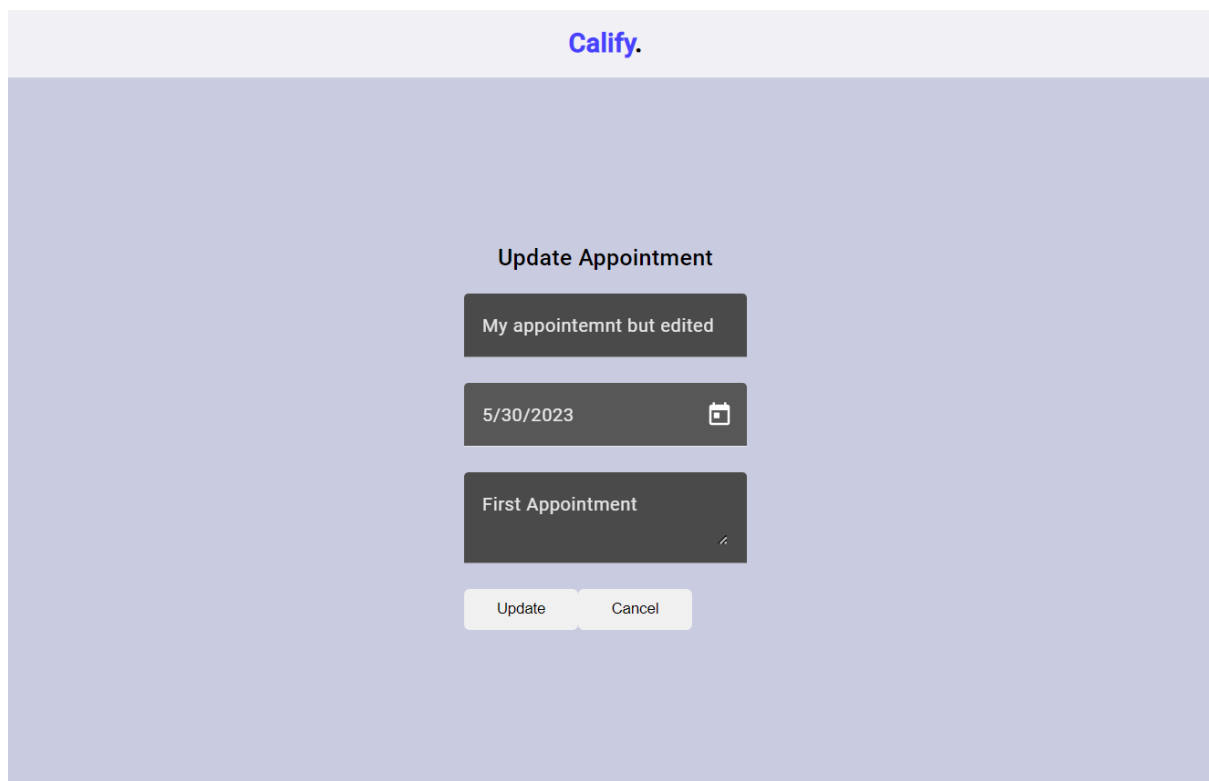 Calify.
Update Appointment
My appointemnt but edited
5/30/2023
First Appointment
Update Cancel